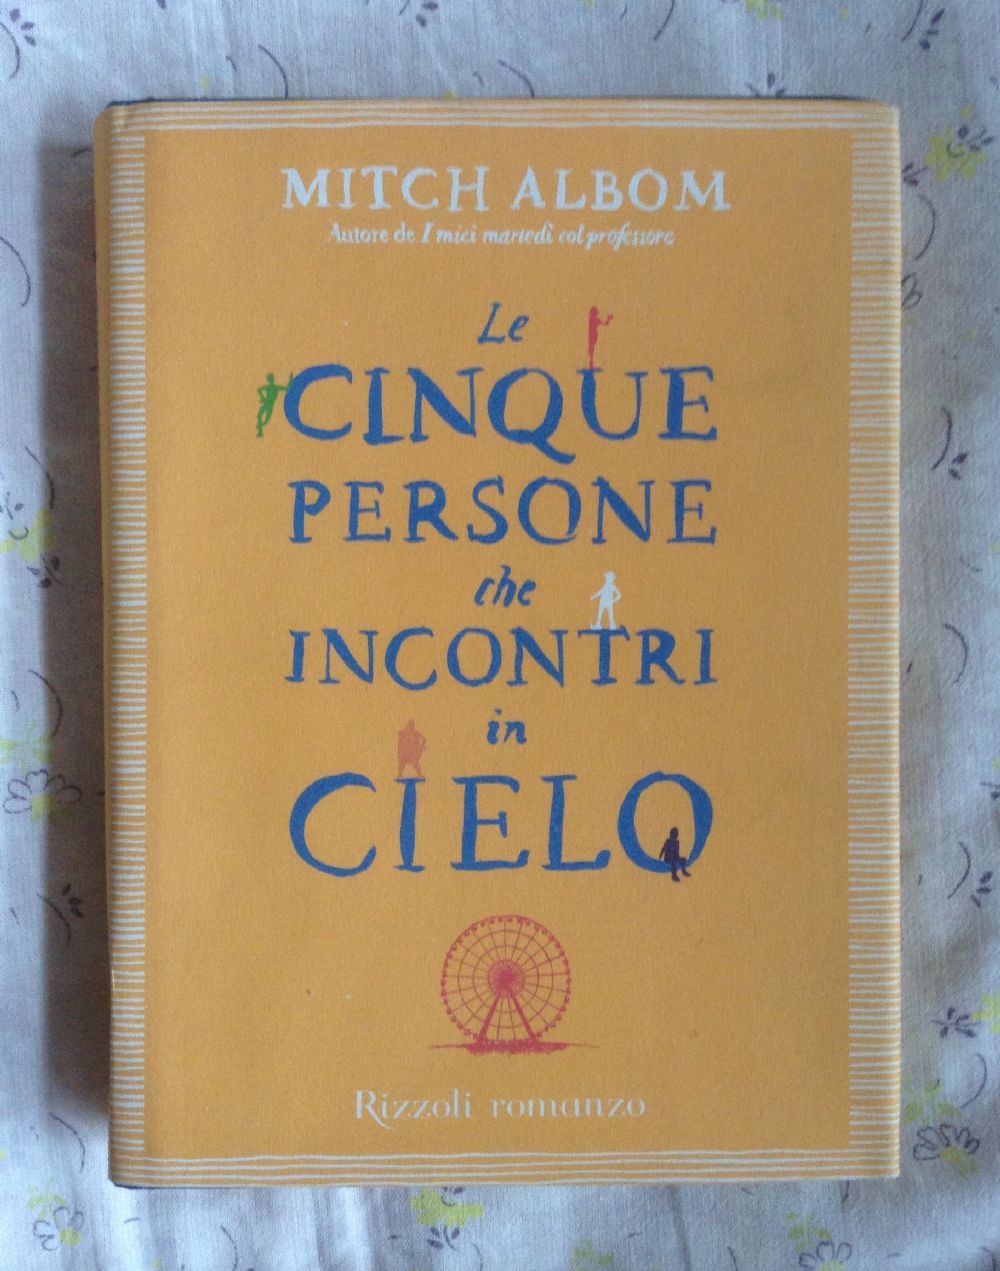 MITCH ALBOM
Autore de I miei martedì col professore
Le
CINQUE
PERSONE
che
INCONTRI
in
CIELO
Rizzoli romanzo